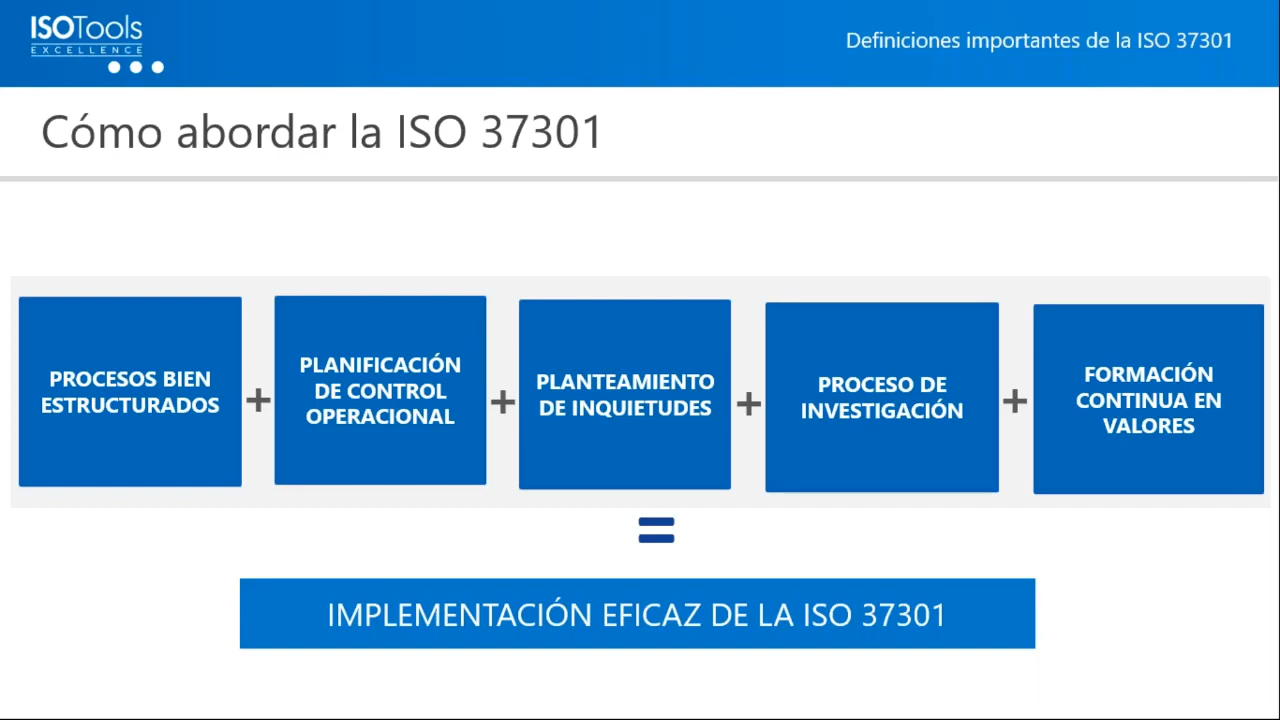 ISOTools
EXCELLENCE
Definiciones importantes de la ISO 37301
Cómo abordar la ISO 37301
PROCESOS BIEN
ESTRUCTURADOS
+
PLANIFICACIÓN
DE CONTROL
OPERACIONAL
+
PLANTEAMIENTO
DE INQUIETUDES
+
PROCESO DE
INVESTIGACIÓN
+
FORMACIÓN
CONTINUA EN
VALORES
=
IMPLEMENTACIÓN EFICAZ DE LA ISO 37301